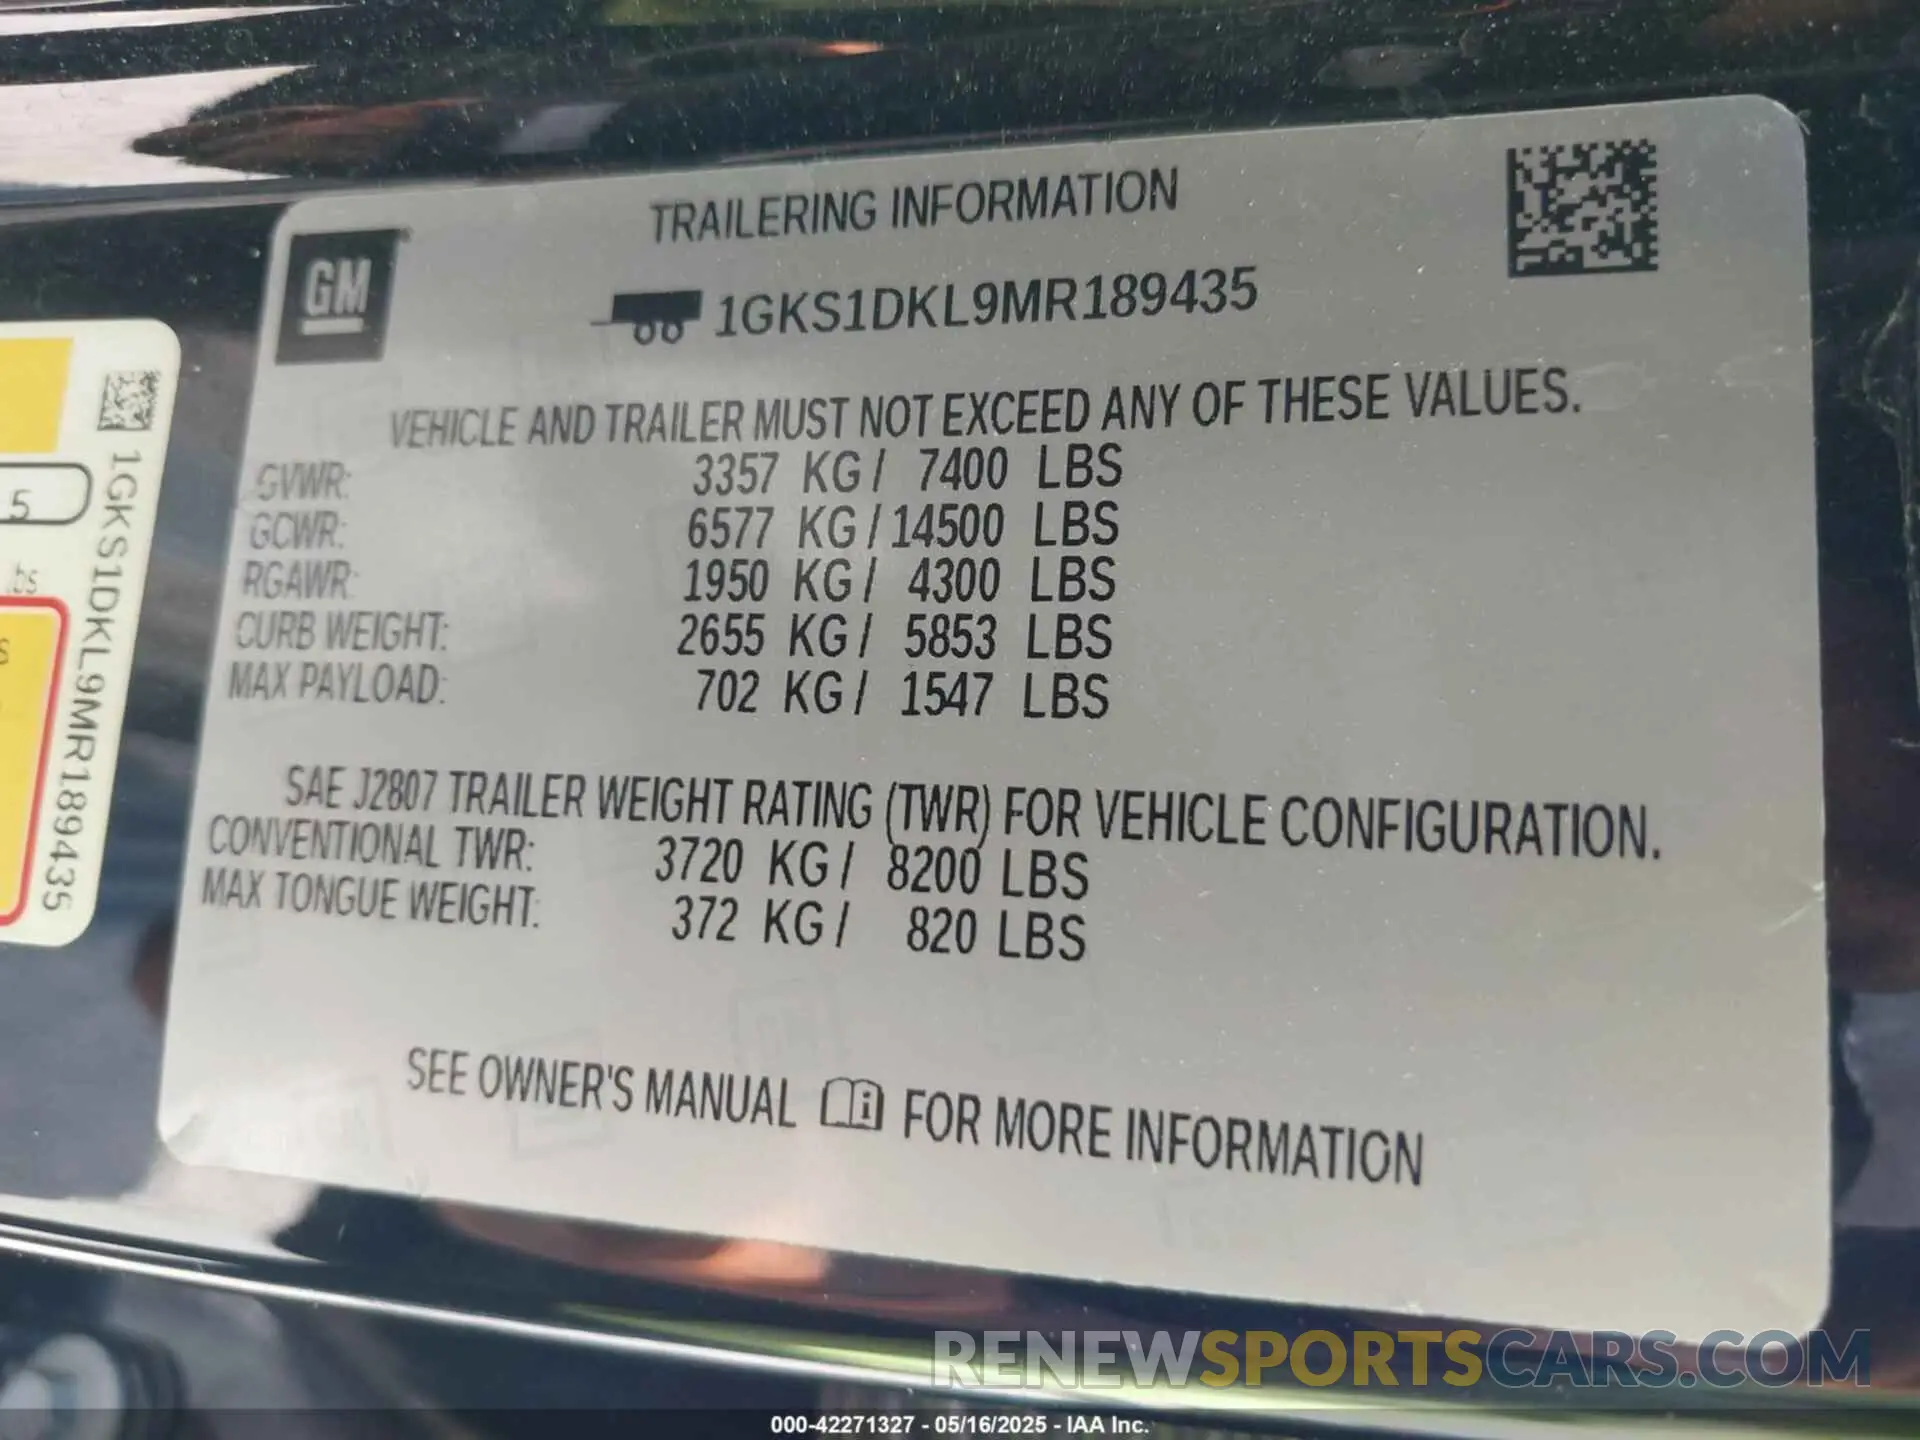 TRAILERING INFORMATION
GM
1GKS1DKL9MR189435
VEHICLE AND TRAILER MUST NOT EXCEED ANY OF THESE VALUES.
GVWR: 3357 KG/ 7400 LBS
GCWR: 6577 KG/14500 LBS
RGAWR: 1950 KG/ 4300 LBS
CURB WEIGHT: 2655 KG/ 5853 LBS
MAX PAYLOAD: 702 KG/ 1547 LBS
SAE J2807 TRAILER WEIGHT RATING (TWR) FOR VEHICLE CONFIGURATION.
CONVENTIONAL TWR: 3720 KG/ 8200 LBS
MAX TONGUE WEIGHT: 372 KG/ 820 LBS
SEE OWNER'S MANUAL i FOR MORE INFORMATION
5
1GKS1DKL9MR189435
RENEWSPORTSCARS.COM
000-42271327 - 05/16/2025 - IAA Inc.